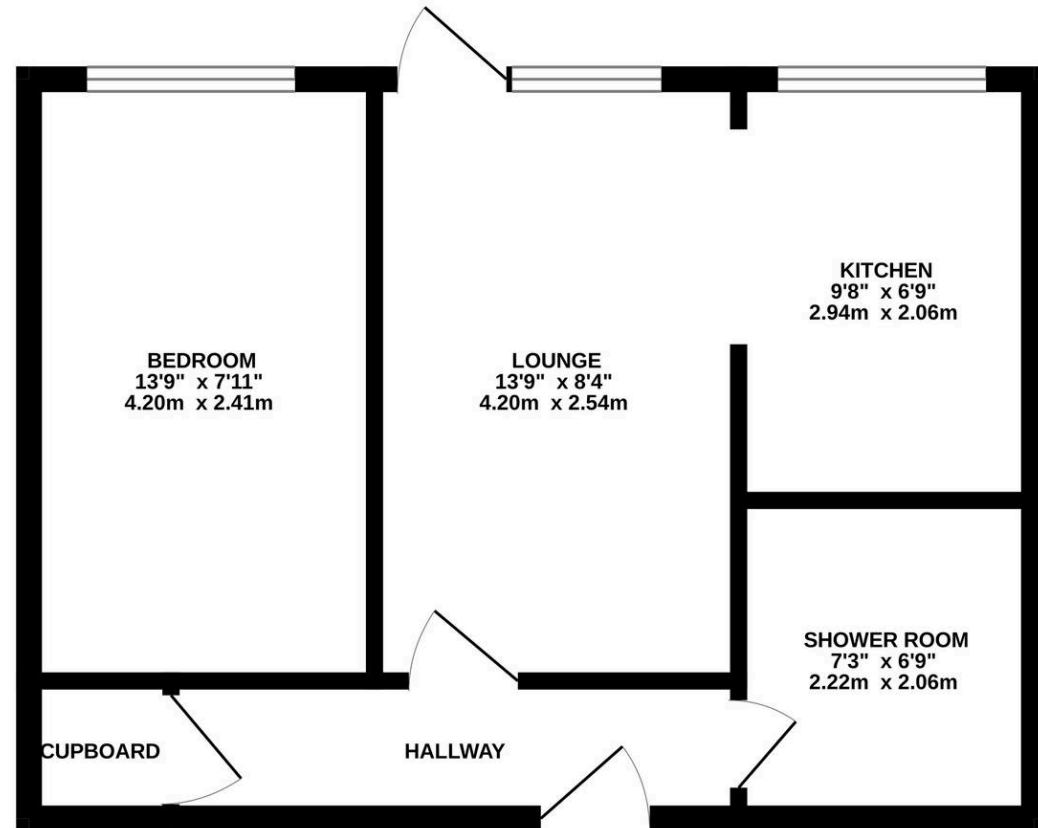 KITCHEN
9'8" x 6'9"
2.94m x 2.06m
BEDROOM
13'9" x 7'11"
4.20m x 2.41m
LOUNGE
13'9" x 8'4"
4.20m x 2.54m
SHOWER ROOM
7'3" x 6'9"
2.22m x 2.06m
CUPBOARD
HALLWAY